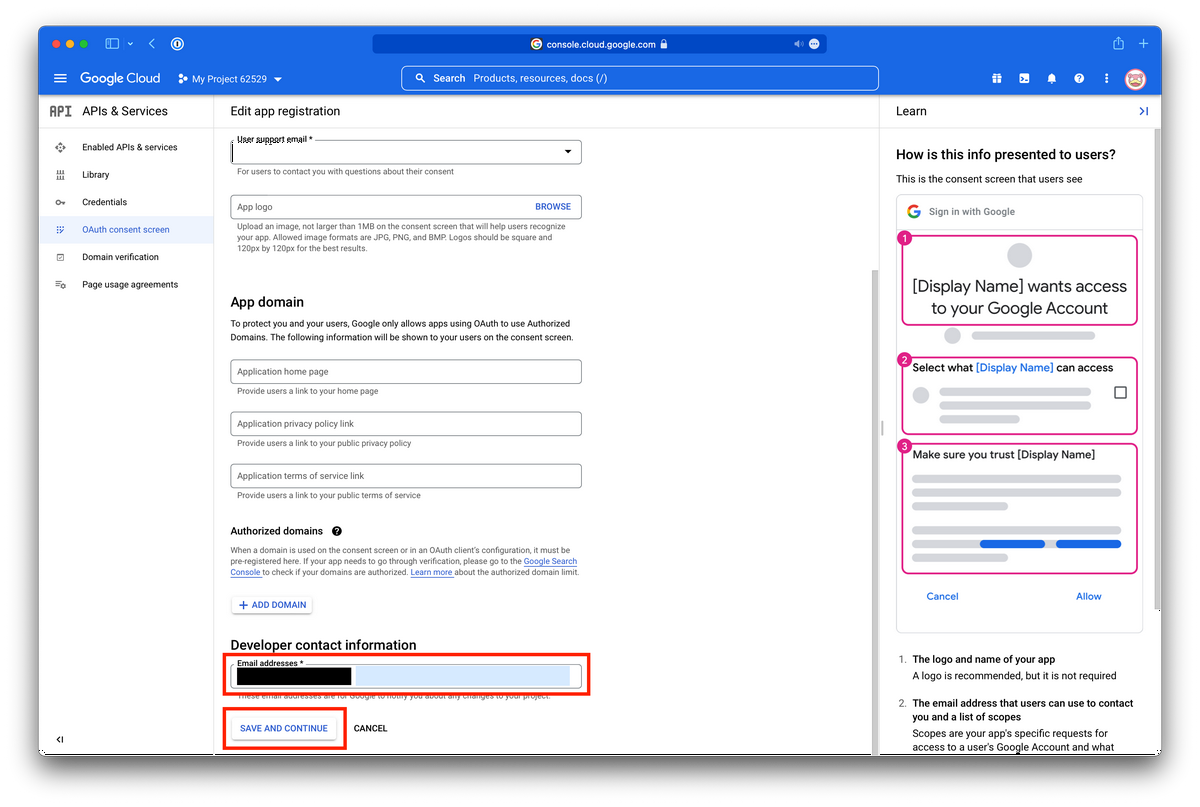 console.cloud.google.com
Google Cloud
My Project 62529
Search Products, resources, docs (/)
API APIs & Services
Enabled APIs & services
Library
Credentials
OAuth consent screen
Domain verification
Page usage agreements
Edit app registration
User support email *
For users to contact you with questions about their consent
App logo
BROWSE
Upload an image, not larger than 1MB on the consent screen that will help users recognize
your app. Allowed image formats are JPG, PNG, and BMP. Logos should be square and
120px by 120px for the best results.
App domain
To protect you and your users, Google only allows apps using OAuth to use Authorized
Domains. The following information will be shown to your users on the consent screen.
Application home page
Provide users a link to your home page
Application privacy policy link
Provide users a link to your public privacy policy
Application terms of service link
Provide users a link to your public terms of service
Authorized domains
When a domain is used on the consent screen or in an OAuth client's configuration, it must be
pre-registered here. If your app needs to go through verification, please go to the Google Search
Console to check if your domains are authorized. Learn more about the authorized domain limit.
+ ADD DOMAIN
Developer contact information
Email addresses *
These email addresses are for Google to notify you about any changes to your project.
SAVE AND CONTINUE
CANCEL
Learn
How is this info presented to users?
This is the consent screen that users see
G Sign in with Google
1
[Display Name] wants access
to your Google Account
2
Select what [Display Name] can access
3
Make sure you trust [Display Name]
Cancel
Allow
1. The logo and name of your app
A logo is recommended, but it is not required
2. The email address that users can use to contact
you and a list of scopes
Scopes are your app's specific requests for
access to a user's Google Account and what